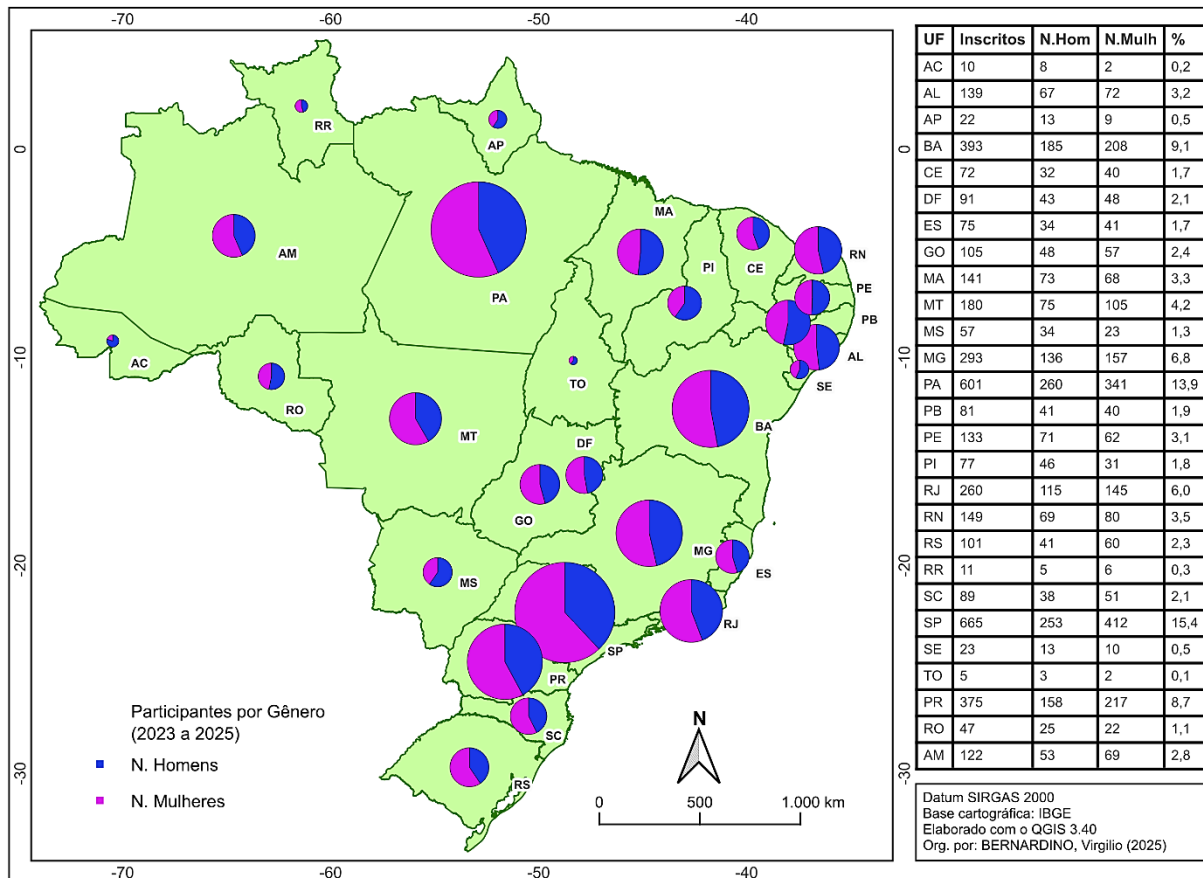 -70 -60 -50 -40
0
-10
-20
-30
0
-10
-20
-30
RR
AP
AM
PA
MA
CE
RN
PI
PE
PB
AC
TO
AL
SE
RO
MT
BA
DF
GO
MG
MS
ES
RJ
SP
PR
SC
RS
Participantes por Gênero
(2023 a 2025)
N. Homens
N. Mulheres
N
0 500 1.000 km
-70 -60 -50 -40
UF Inscritos N.Hom N.Mulh %
AC 10 8 2 0,2
AL 139 67 72 3,2
AP 22 13 9 0,5
BA 393 185 208 9,1
CE 72 32 40 1,7
DF 91 43 48 2,1
ES 75 34 41 1,7
GO 105 48 57 2,4
MA 141 73 68 3,3
MT 180 75 105 4,2
MS 57 34 23 1,3
MG 293 136 157 6,8
PA 601 260 341 13,9
PB 81 41 40 1,9
PE 133 71 62 3,1
PI 77 46 31 1,8
RJ 260 115 145 6,0
RN 149 69 80 3,5
RS 101 41 60 2,3
RR 11 5 6 0,3
SC 89 38 51 2,1
SP 665 253 412 15,4
SE 23 13 10 0,5
TO 5 3 2 0,1
PR 375 158 217 8,7
RO 47 25 22 1,1
AM 122 53 69 2,8
Datum SIRGAS 2000
Base cartográfica: IBGE
Elaborado com o QGIS 3.40
Org. por: BERNARDINO, Virgilio (2025)